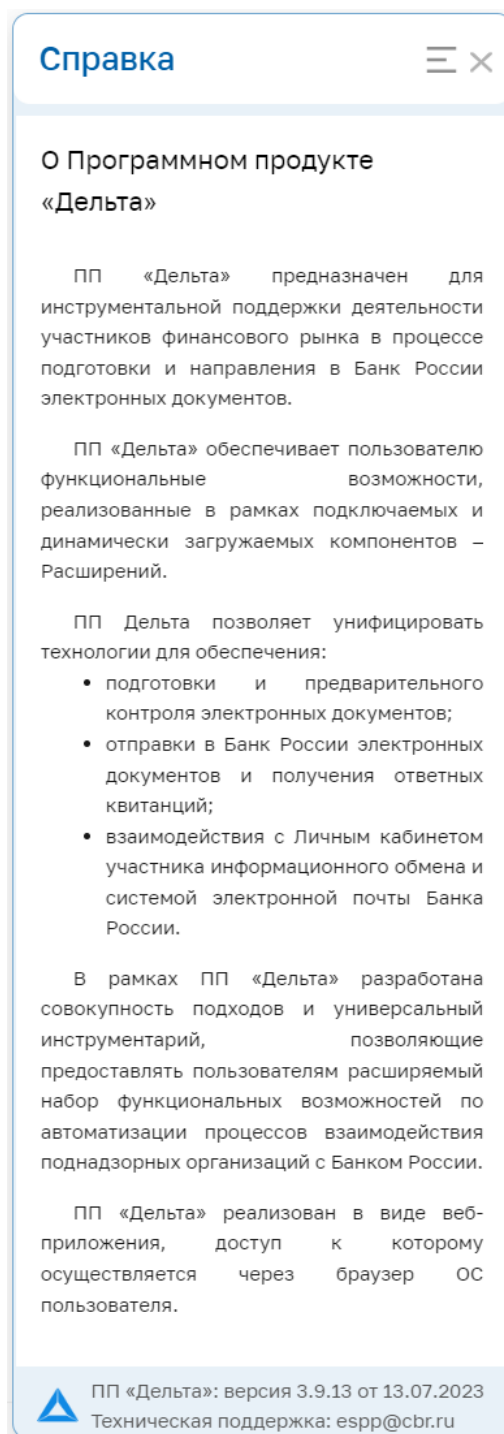 Справка
О Программном продукте
«Дельта»
ПП «Дельта» предназначен для
инструментальной поддержки деятельности
участников финансового рынка в процессе
подготовки и направления в Банк России
электронных документов.
ПП «Дельта» обеспечивает пользователю
функциональные возможности,
реализованные в рамках подключаемых и
динамически загружаемых компонентов –
Расширений.
ПП Дельта позволяет унифицировать
технологии для обеспечения:
• подготовки и предварительного
контроля электронных документов;
• отправки в Банк России электронных
документов и получения ответных
квитанций;
• взаимодействия с Личным кабинетом
участника информационного обмена и
системой электронной почты Банка
России.
В рамках ПП «Дельта» разработана
совокупность подходов и универсальный
инструментарий, позволяющие
предоставлять пользователям расширяемый
набор функциональных возможностей по
автоматизации процессов взаимодействия
поднадзорных организаций с Банком России.
ПП «Дельта» реализован в виде веб-
приложения, доступ к которому
осуществляется через браузер ОС
пользователя.
ПП «Дельта»: версия 3.9.13 от 13.07.2023
Техническая поддержка: espp@cbr.ru